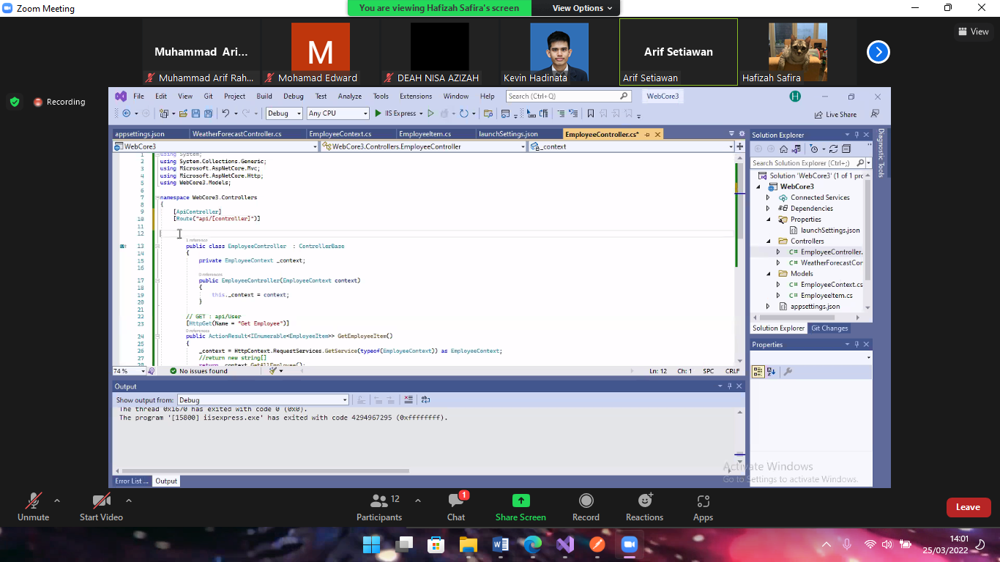 Zoom Meeting
You are viewing Hafizah Safira's screen
View Options
View
Muhammad Ari...
M
Arif Setiawan
Muhammad Arif Rah...
Mohamad Edward
DEAH NISA AZIZAH
Kevin Hadinata
Arif Setiawan
Hafizah Safira
Recording
File Edit View Git Project Build Debug Test Analyze Tools Extensions Window Help Search (Ctrl+Q) WebCore3 H
Debug Any CPU IIS Express Live Share
appsettings.json WeatherForecastController.cs EmployeeContext.cs EmployeeItem.cs launchSettings.json EmployeeController.cs*
WebCore3 WebCore3.Controllers.EmployeeController _context
1 using System;
2 using System.Collections.Generic;
3 using Microsoft.AspNetCore.Mvc;
4 using Microsoft.AspNetCore.Http;
5 using WebCore3.Models;
6
7 namespace WebCore3.Controllers
8 {
9 [ApiController]
10 [Route("api/[controller]")]
11
12
1 reference
13 public class EmployeeController : ControllerBase
14 {
15 private EmployeeContext _context;
16
0 references
17 public EmployeeController(EmployeeContext context)
18 {
19 this._context = context;
20 }
21
22 // GET : api/User
23 [HttpGet(Name = "Get Employee")]
0 references
24 public ActionResult<IEnumerable<EmployeeItem>> GetEmployeeItem()
25 {
26 _context = HttpContext.RequestServices.GetService(typeof(EmployeeContext)) as EmployeeContext;
27 //return new string[]
28 return _context.GetAllEmployee();
74 % No issues found Ln: 12 Ch: 1 SPC CRLF
Output
Show output from: Debug
The thread 0x1670 has exited with code 0 (0x0).
The program '[15800] iisexpress.exe' has exited with code 4294967295 (0xffffffff).
Error List ... Output
Solution Explorer
Search Solution Explorer (Ctrl+;)
Solution 'WebCore3' (1 of 1 pro
WebCore3
Connected Services
Dependencies
Properties
launchSettings.json
Controllers
C# EmployeeController.
C# WeatherForecastCor
Models
C# EmployeeContext.cs
C# EmployeeItem.cs
appsettings.json
Solution Explorer Git Changes
Properties
Diagnostic Tools
Activate Windows
Go to Settings to activate Windows.
Unmute
Start Video
12
Participants
1
Chat
Share Screen
Record
Reactions
Apps
Leave
14:01
25/03/2022